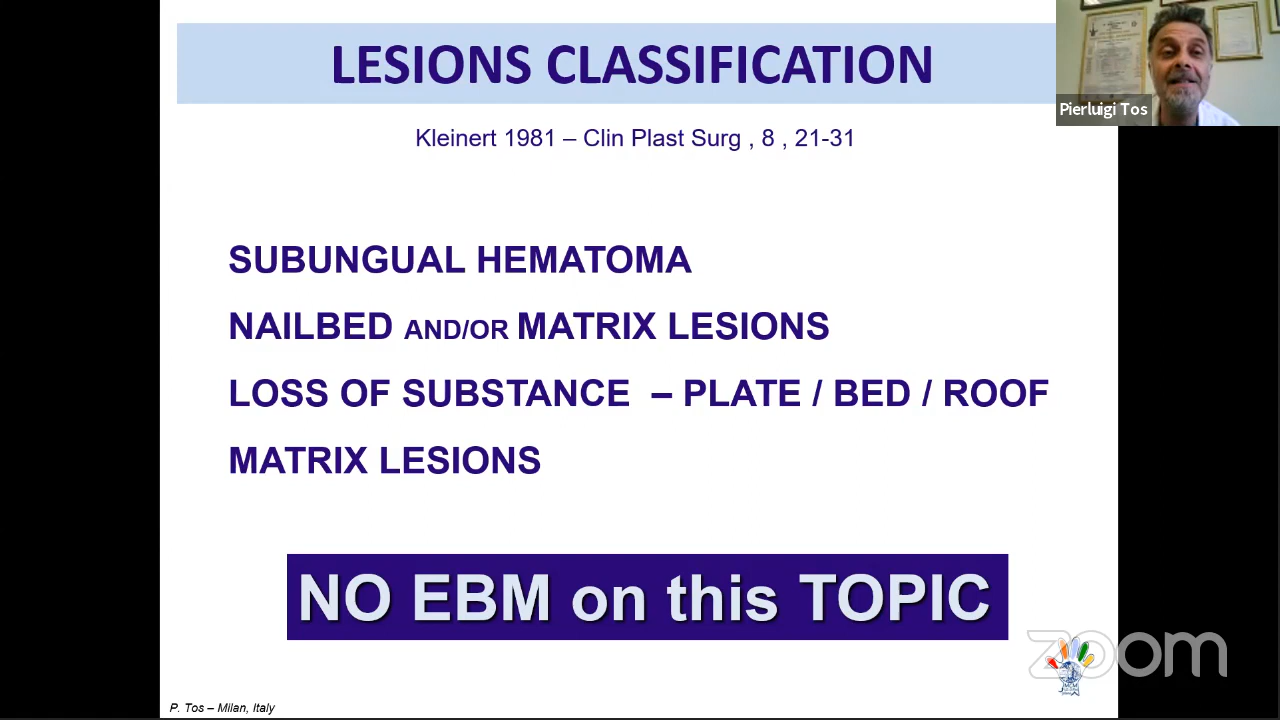 LESIONS CLASSIFICATION
Pierluigi Tos
Kleinert 1981 – Clin Plast Surg , 8 , 21-31
SUBUNGUAL HEMATOMA
NAILBED AND/OR MATRIX LESIONS
LOSS OF SUBSTANCE – PLATE / BED / ROOF
MATRIX LESIONS
NO EBM on this TOPIC
zoom
P. Tos – Milan, Italy